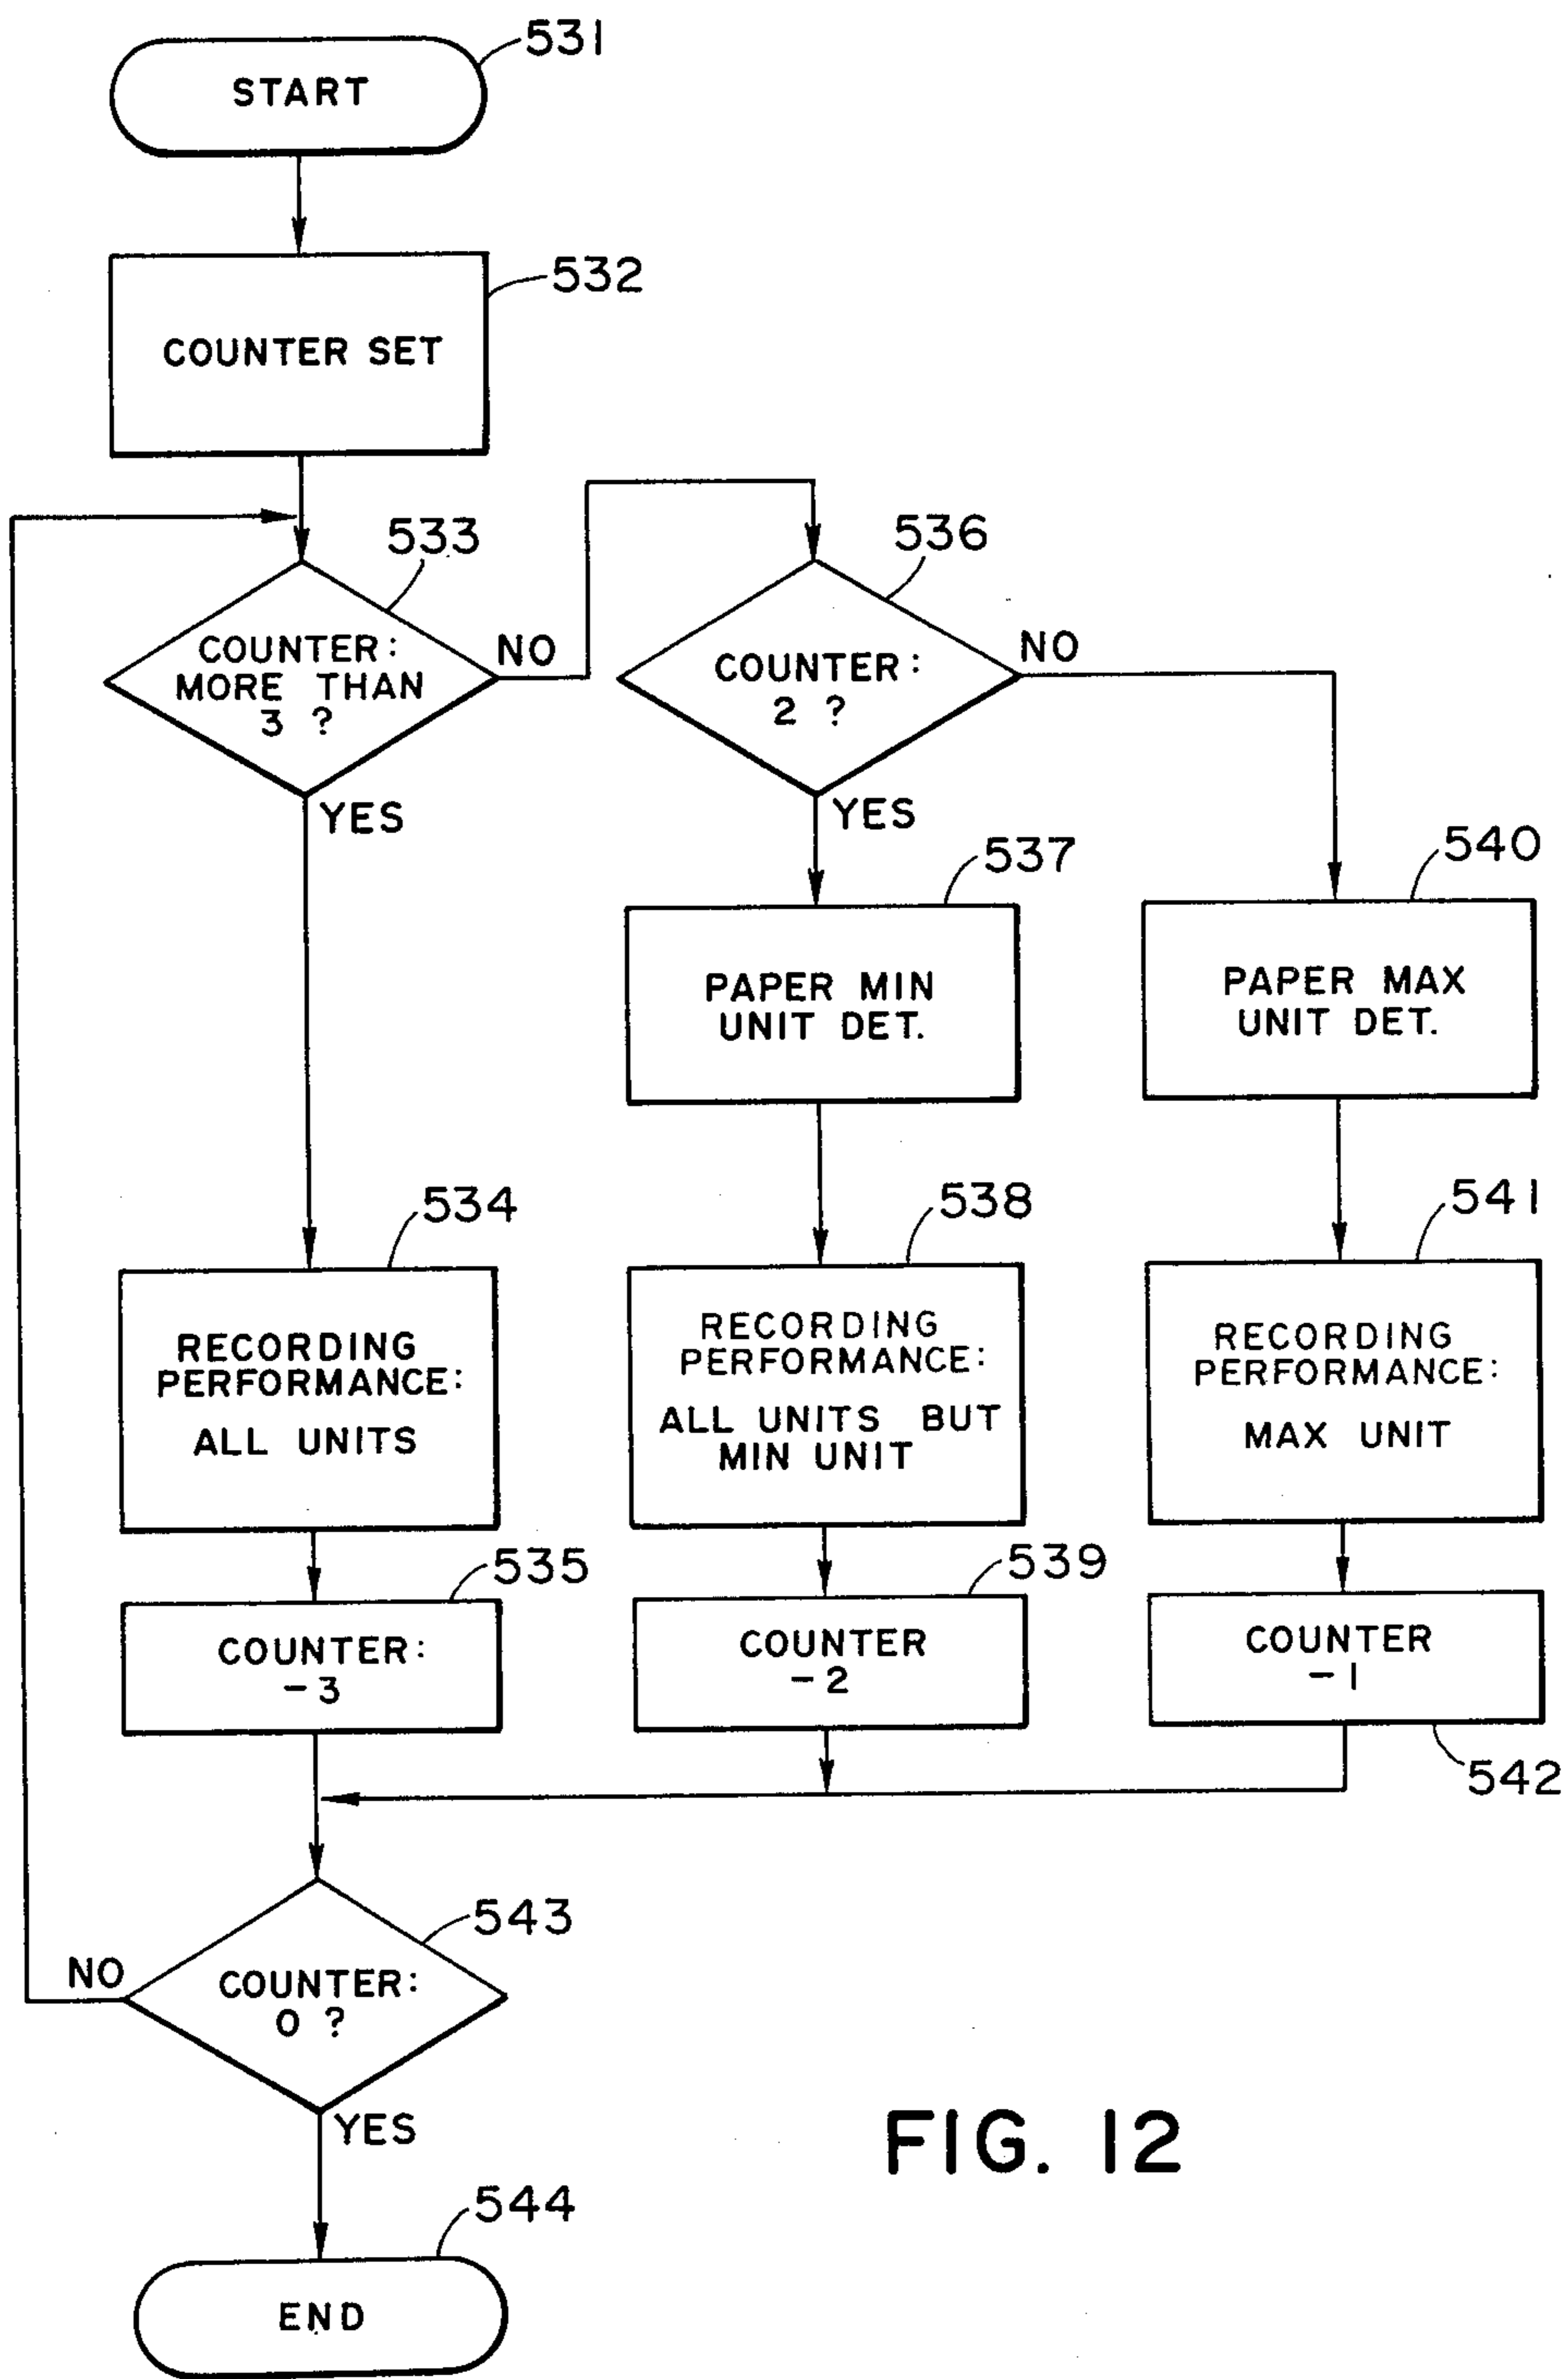 531
START
532
COUNTER SET
533
COUNTER:
MORE THAN
3 ?
NO
YES
536
COUNTER:
2 ?
NO
YES
537
PAPER MIN
UNIT DET.
540
PAPER MAX
UNIT DET.
534
RECORDING
PERFORMANCE:
ALL UNITS
538
RECORDING
PERFORMANCE:
ALL UNITS BUT
MIN UNIT
541
RECORDING
PERFORMANCE:
MAX UNIT
535
COUNTER:
-3
539
COUNTER
-2
COUNTER
-1
542
543
COUNTER:
0 ?
NO
YES
544
END
FIG. 12